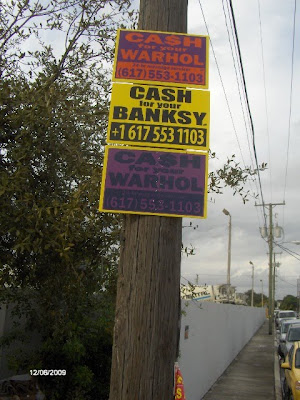 CASH
for your
WARHOL
(617)553-1103
CASH
for your
BANKSY
+1 617 553 1103
CASH
for your
WARHOL
(617)553-1103
12/06/2009